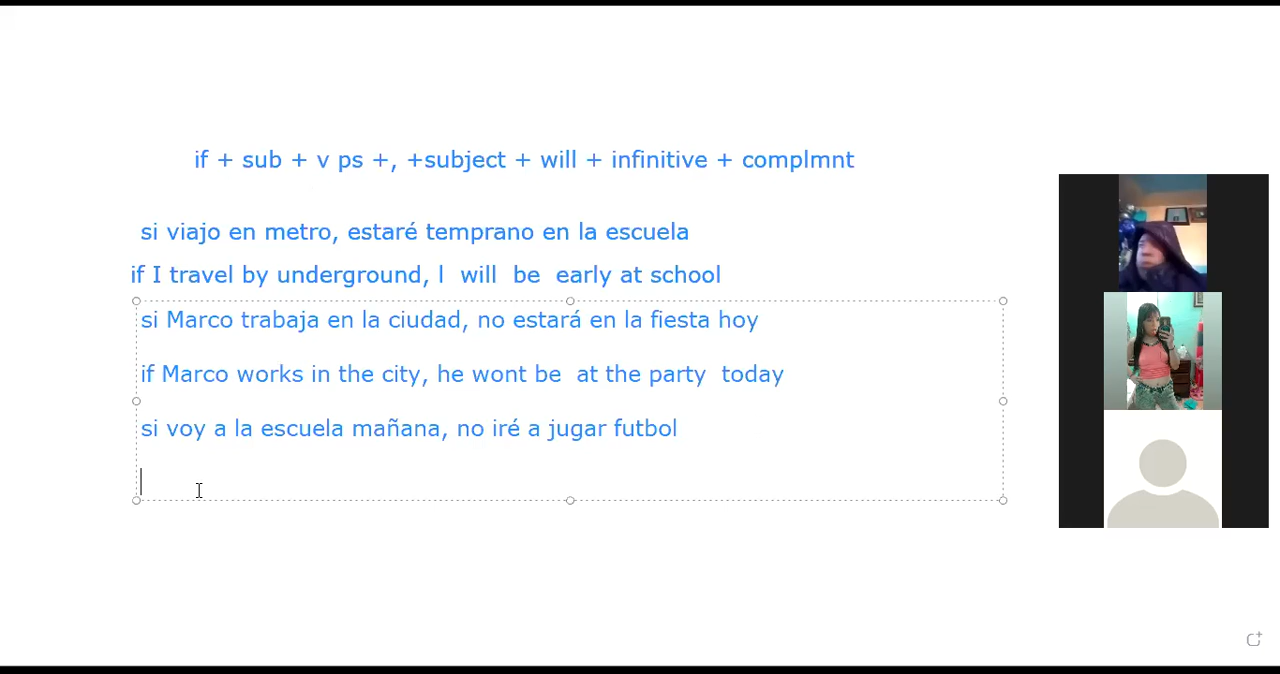 if + sub + v ps +, +subject + will + infinitive + complmnt
si viajo en metro, estaré temprano en la escuela
if I travel by underground, l  will  be  early at school
si Marco trabaja en la ciudad, no estará en la fiesta hoy
if Marco works in the city, he wont be  at the party  today
si voy a la escuela mañana, no iré a jugar futbol